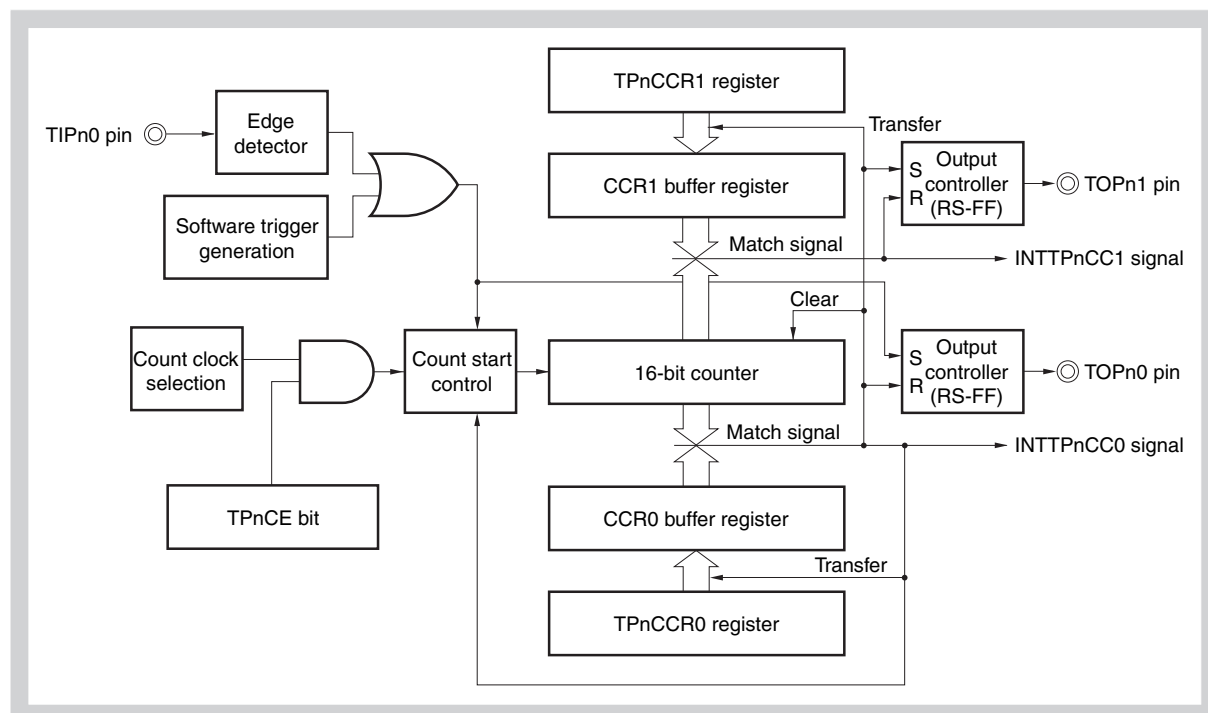 TPnCCR1 register
TIPn0 pin
Edge
detector
Transfer
CCR1 buffer register
S
R
Output
controller
(RS-FF)
TOPn1 pin
Software trigger
generation
Match signal
INTTPnCC1 signal
Clear
Count clock
selection
Count start
control
16-bit counter
S
R
Output
controller
(RS-FF)
TOPn0 pin
Match signal
INTTPnCC0 signal
TPnCE bit
CCR0 buffer register
Transfer
TPnCCR0 register